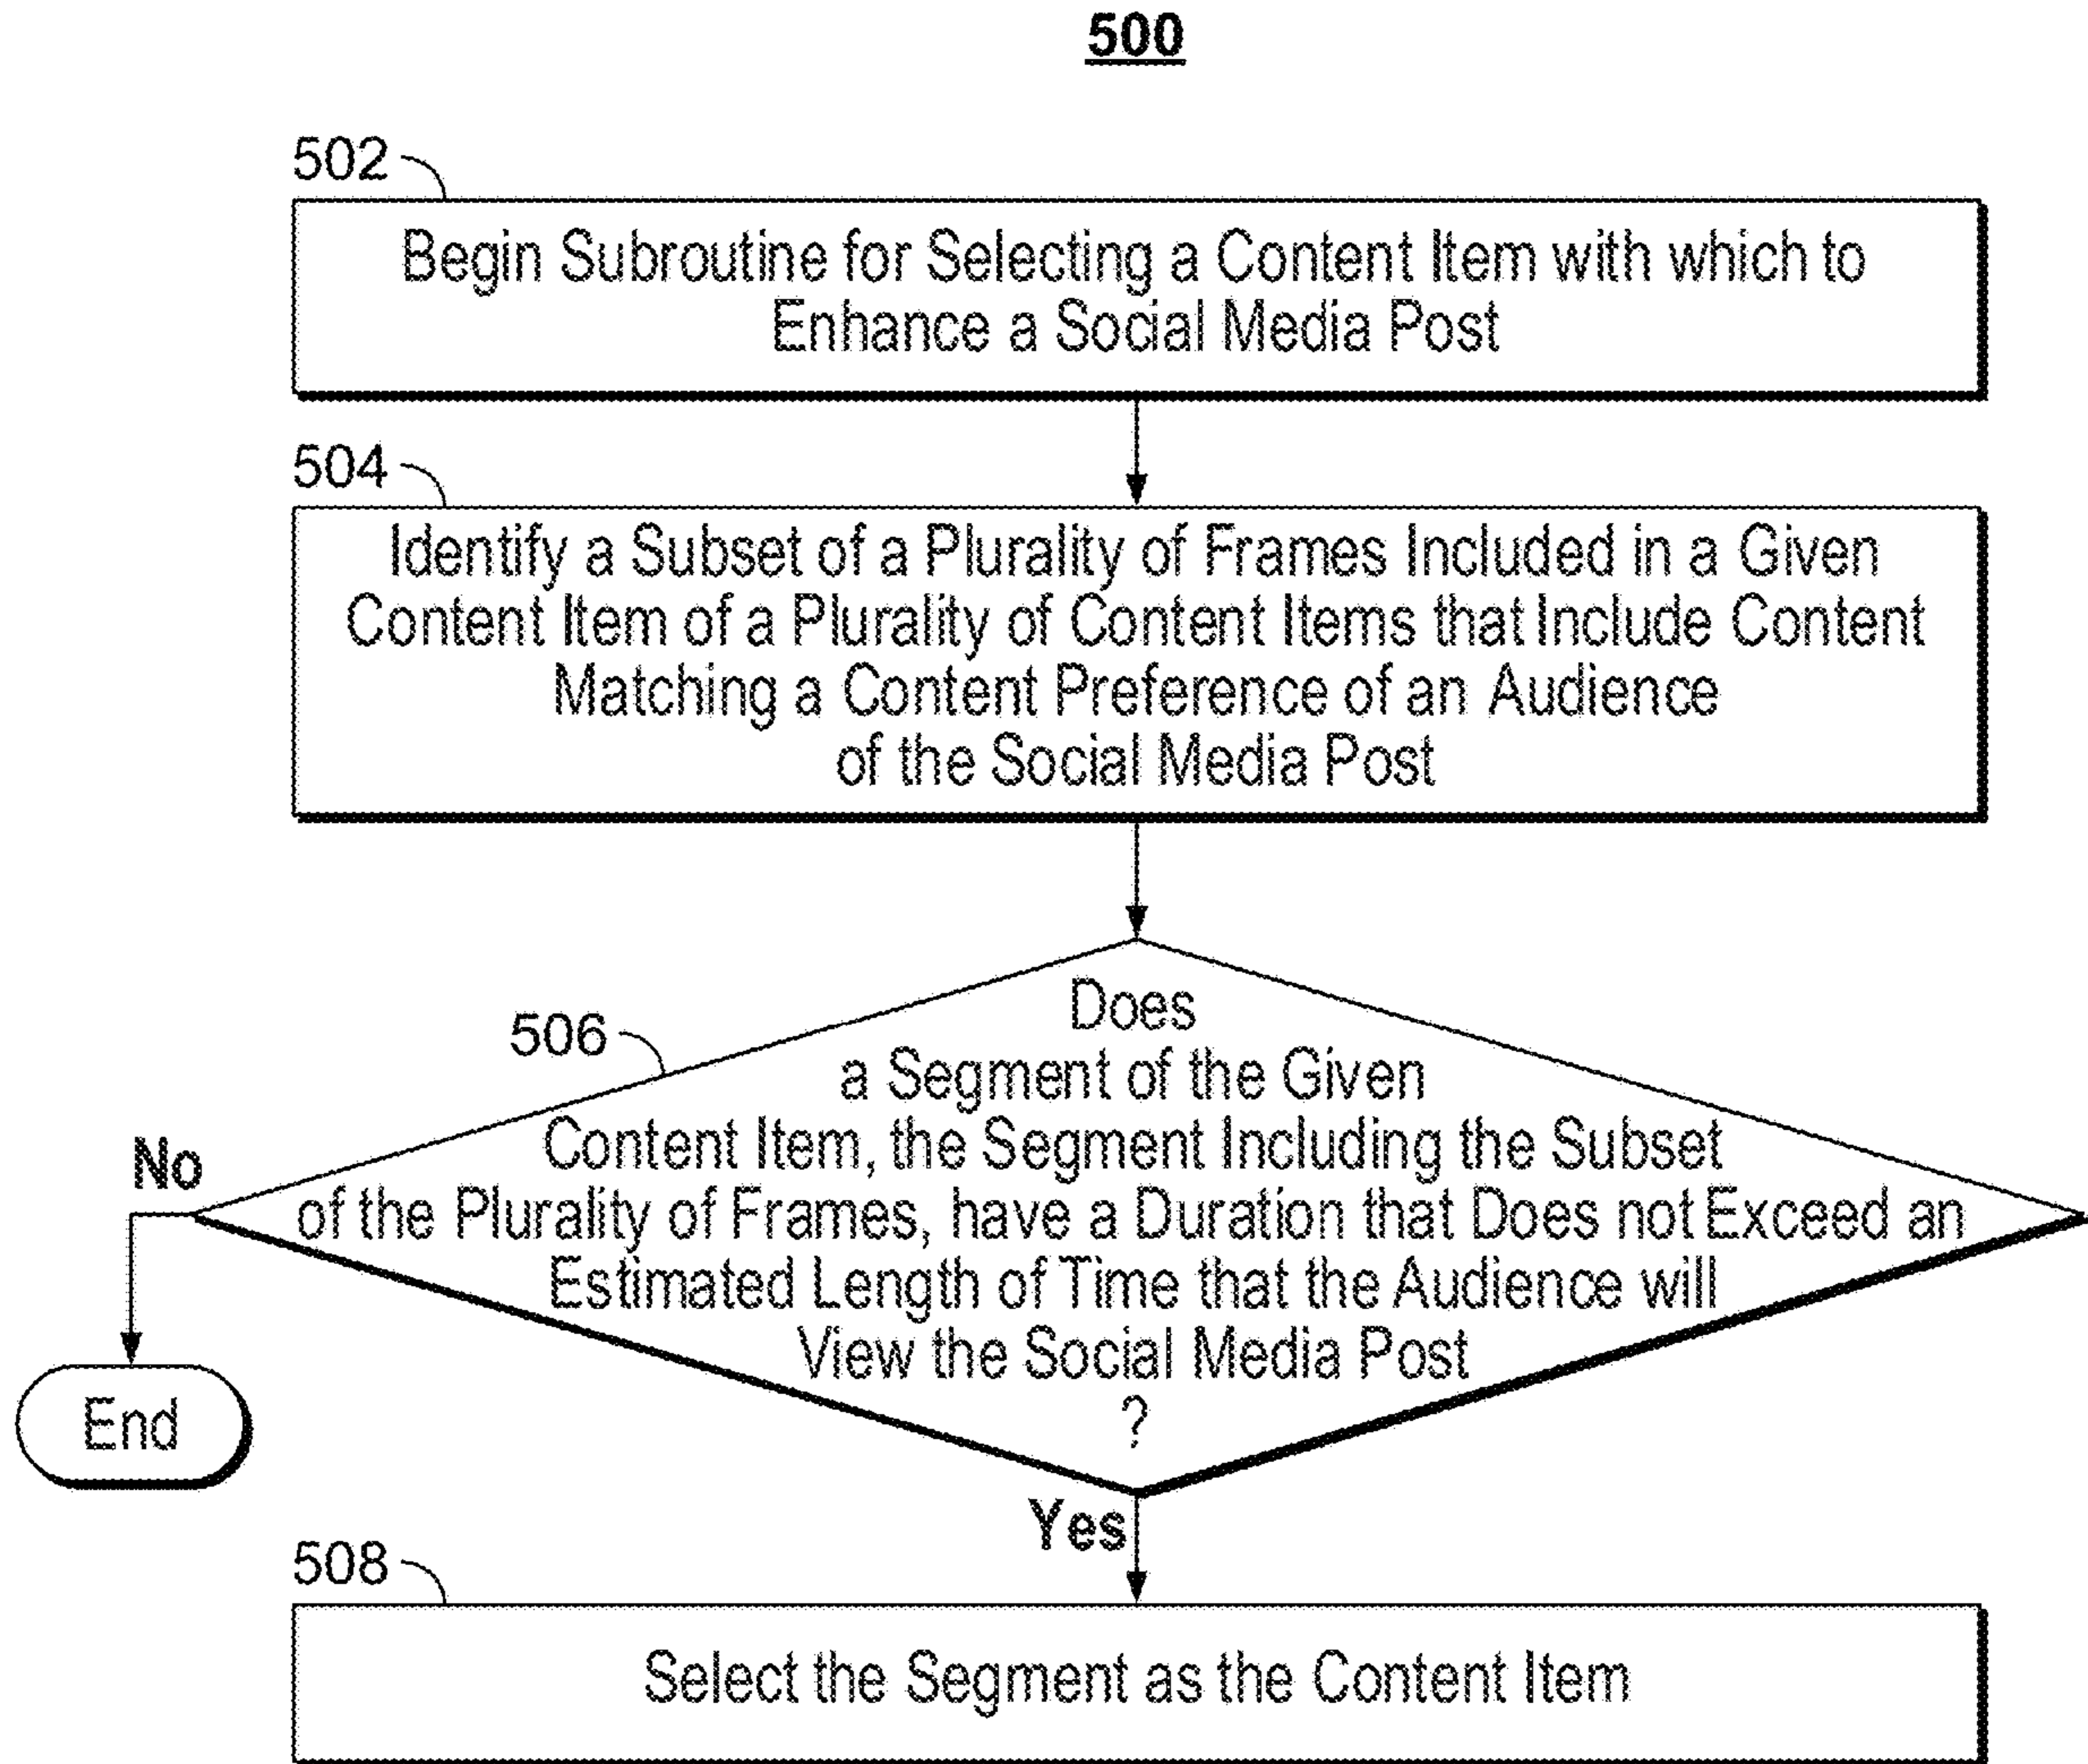 500
502
Begin Subroutine for Selecting a Content Item with which to
Enhance a Social Media Post
504
Identify a Subset of a Plurality of Frames Included in a Given
Content Item of a Plurality of Content Items that Include Content
Matching a Content Preference of an Audience
of the Social Media Post
506
Does
a Segment of the Given
Content Item, the Segment Including the Subset
of the Plurality of Frames, have a Duration that Does not Exceed an
Estimated Length of Time that the Audience will
View the Social Media Post
?
No
End
Yes
508
Select the Segment as the Content Item